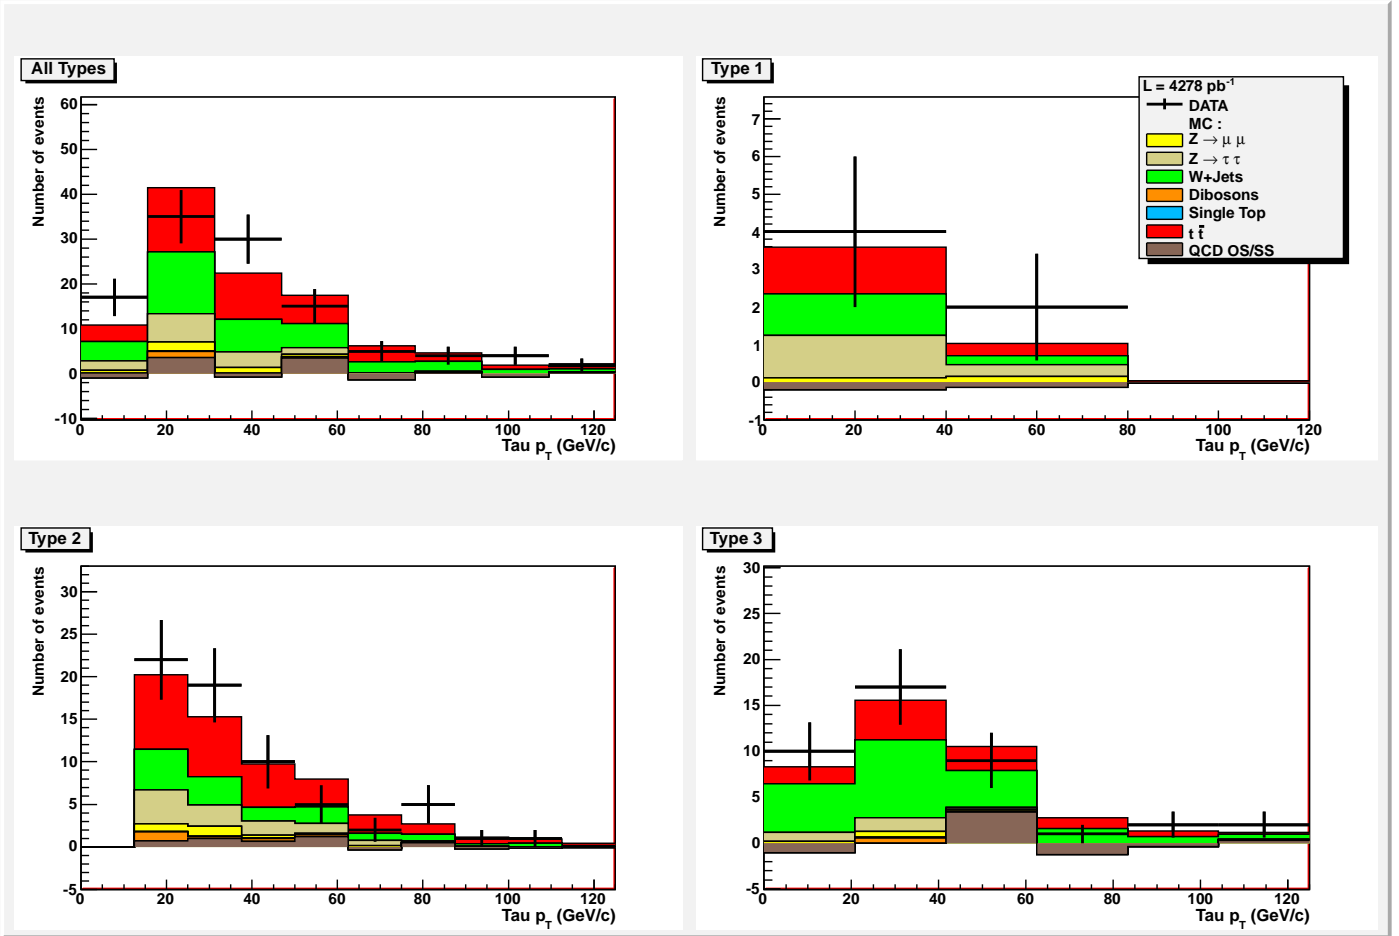 All Types
Number of events
60
50
40
30
20
10
0
-10
0 20 40 60 80 100 120
Tau p_T (GeV/c)
Type 1
Number of events
7
6
5
4
3
2
1
0
-1
0 20 40 60 80 100 120
Tau p_T (GeV/c)
L = 4278 pb⁻¹
DATA
MC :
Z → μ μ
Z → τ τ
W+Jets
Dibosons
Single Top
t t̄
QCD OS/SS
Type 2
Number of events
30
25
20
15
10
5
0
-5
0 20 40 60 80 100 120
Tau p_T (GeV/c)
Type 3
Number of events
30
25
20
15
10
5
0
-5
0 20 40 60 80 100 120
Tau p_T (GeV/c)